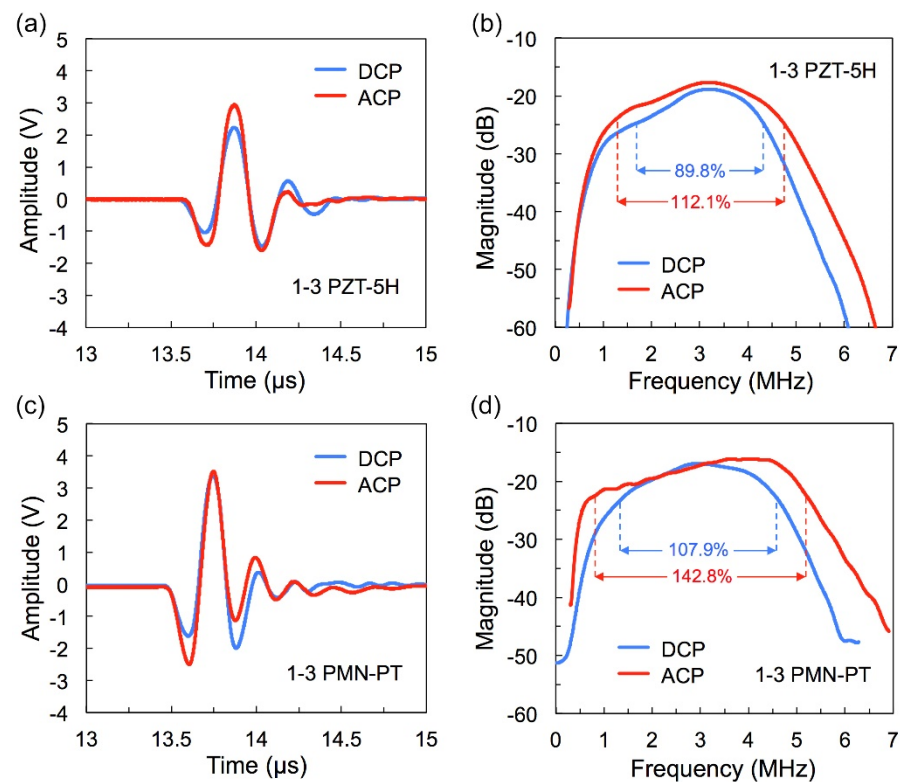 (a)
5
4
3
2
1
0
-1
-2
-3
-4
Amplitude (V)
DCP
ACP
1-3 PZT-5H
13
13.5
14
14.5
15
Time (µs)
(b)
-10
-20
-30
-40
-50
-60
Magnitude (dB)
1-3 PZT-5H
89.8%
112.1%
DCP
ACP
0
1
2
3
4
5
6
7
Frequency (MHz)
(c)
5
4
3
2
1
0
-1
-2
-3
-4
Amplitude (V)
DCP
ACP
1-3 PMN-PT
13
13.5
14
14.5
15
Time (µs)
(d)
-10
-20
-30
-40
-50
-60
Magnitude (dB)
107.9%
142.8%
DCP
ACP
1-3 PMN-PT
0
1
2
3
4
5
6
7
Frequency (MHz)